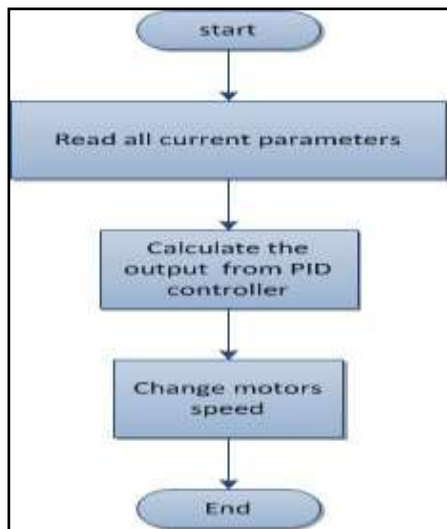 start
Read all current parameters
Calculate the
output from PID
controller
Change motors
speed
End